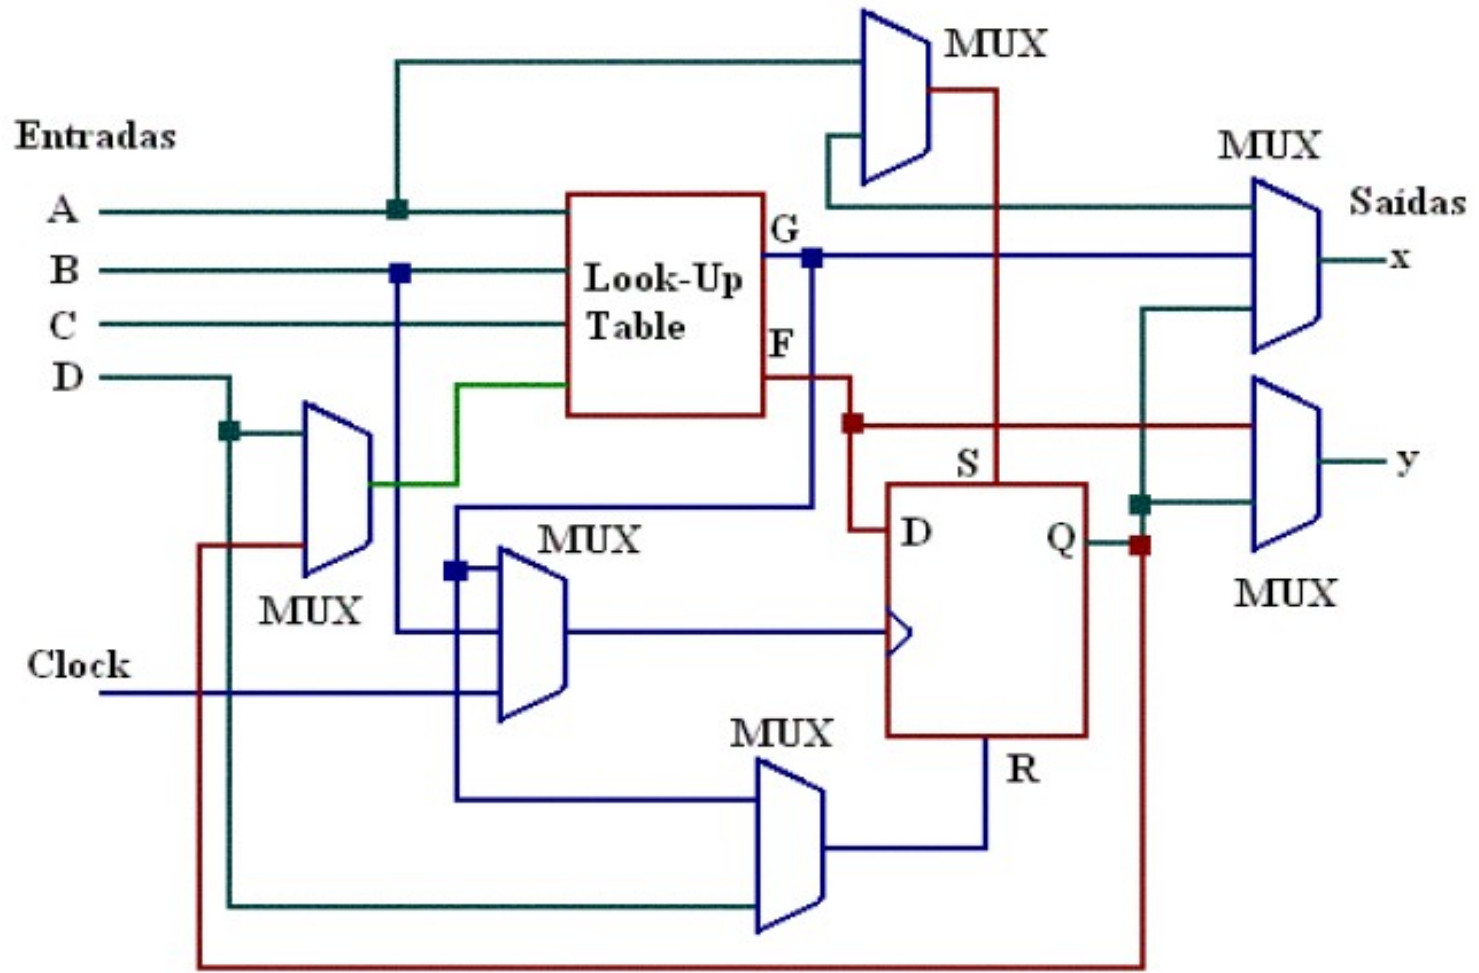 MUX
Entradas
MUX
A
Saídas
G
x
B
Look-Up
C
Table
F
D
S
y
D
Q
MUX
MUX
MUX
Clock
MUX
R